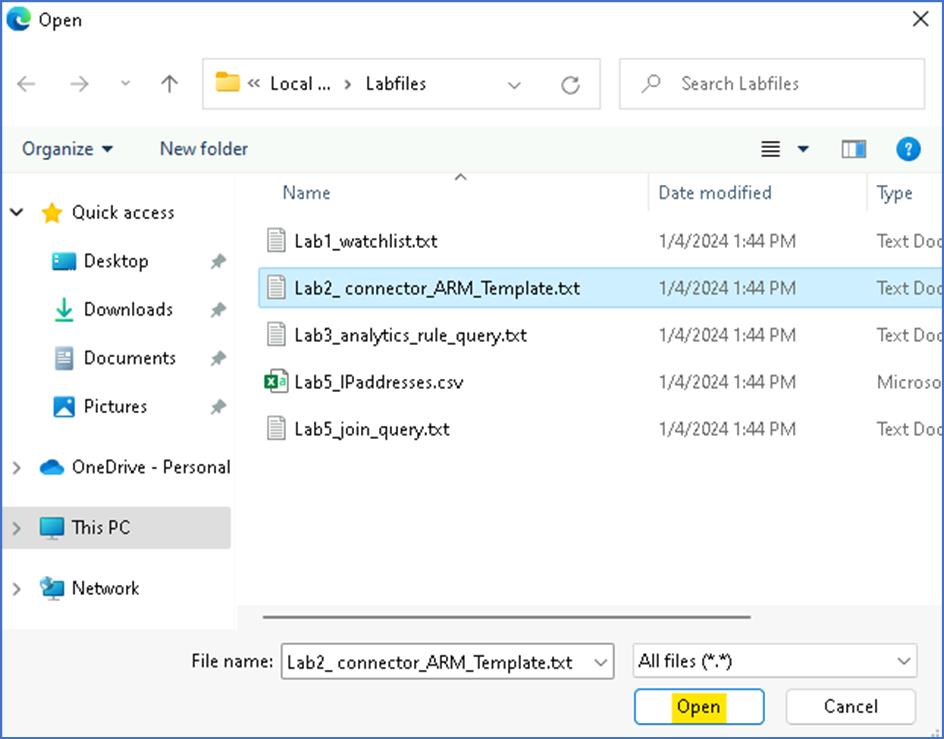 Open
Local ... Labfiles
Search Labfiles
Organize New folder
Name Date modified Type
Quick access
Desktop
Downloads
Documents
Pictures
OneDrive - Personal
This PC
Network
Lab1_watchlist.txt 1/4/2024 1:44 PM Text Doc
Lab2_ connector_ARM_Template.txt 1/4/2024 1:44 PM Text Doc
Lab3_analytics_rule_query.txt 1/4/2024 1:44 PM Text Doc
Lab5_IPaddresses.csv 1/4/2024 1:44 PM Microso
Lab5_join_query.txt 1/4/2024 1:44 PM Text Doc
File name: Lab2_ connector_ARM_Template.txt All files (*.*)
Open Cancel